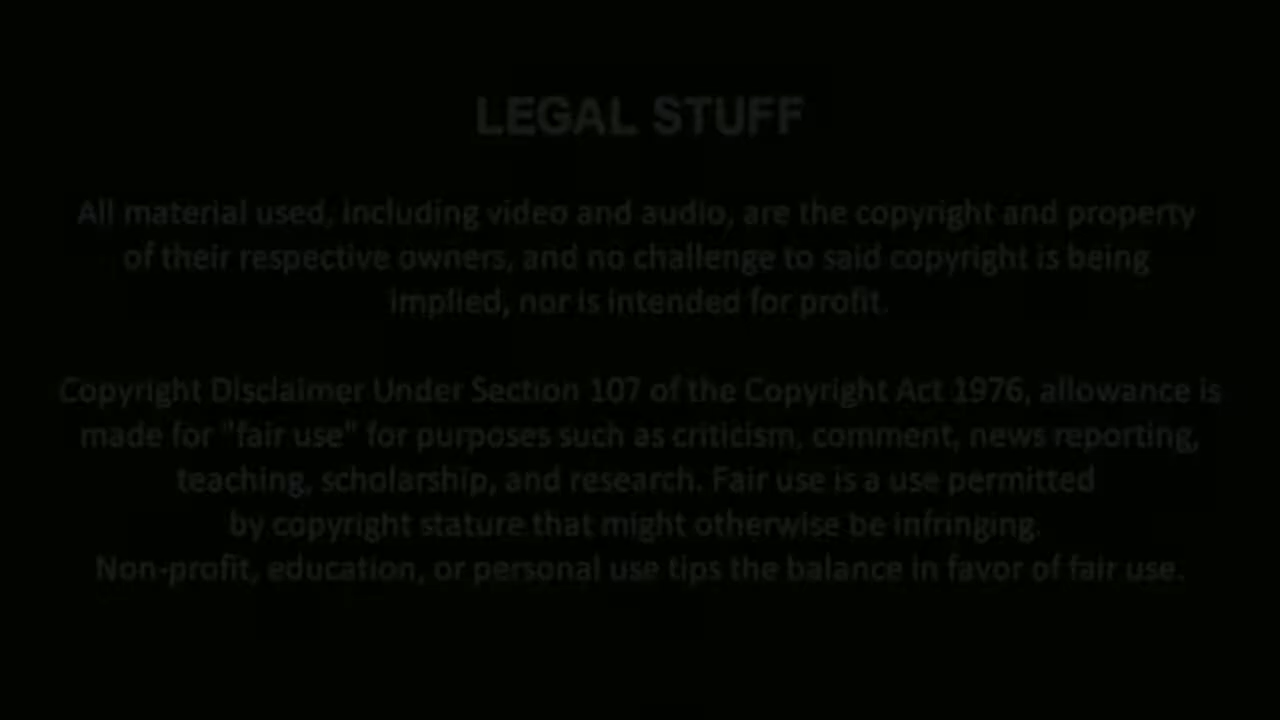 LEGAL STUFF
All material used, including video and audio, are the copyright and property
of their respective owners, and no challenge to said copyright is being
implied, nor is intended for profit.
Copyright Disclaimer Under Section 107 of the Copyright Act 1976, allowance is
made for "fair use" for purposes such as criticism, comment, news reporting,
teaching, scholarship, and research. Fair use is a use permitted
by copyright stature that might otherwise be infringing.
Non-profit, education, or personal use tips the balance in favor of fair use.